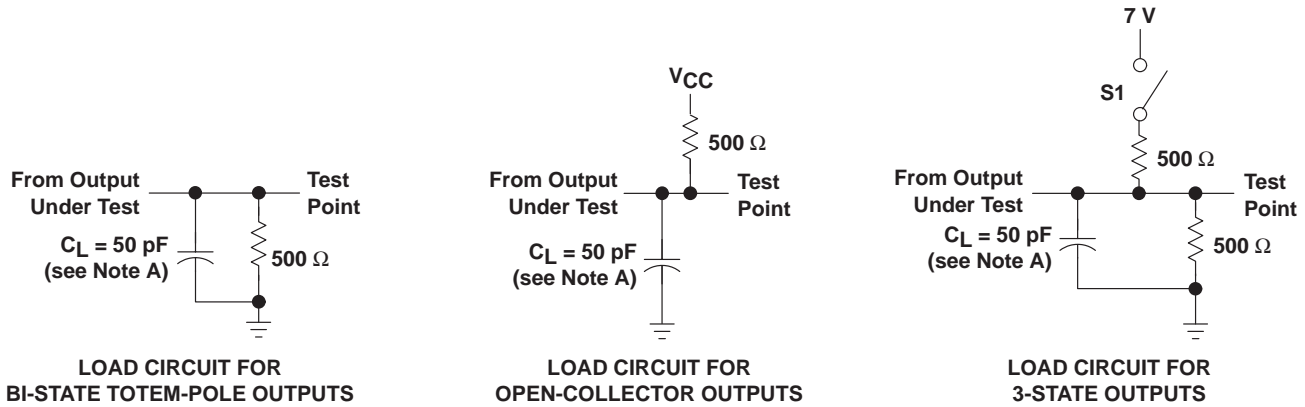 From Output
Under Test
Test
Point
CL = 50 pF
(see Note A)
500 Ω
LOAD CIRCUIT FOR
BI-STATE TOTEM-POLE OUTPUTS
VCC
500 Ω
From Output
Under Test
Test
Point
CL = 50 pF
(see Note A)
LOAD CIRCUIT FOR
OPEN-COLLECTOR OUTPUTS
7 V
S1
500 Ω
From Output
Under Test
Test
Point
CL = 50 pF
(see Note A)
500 Ω
LOAD CIRCUIT FOR
3-STATE OUTPUTS